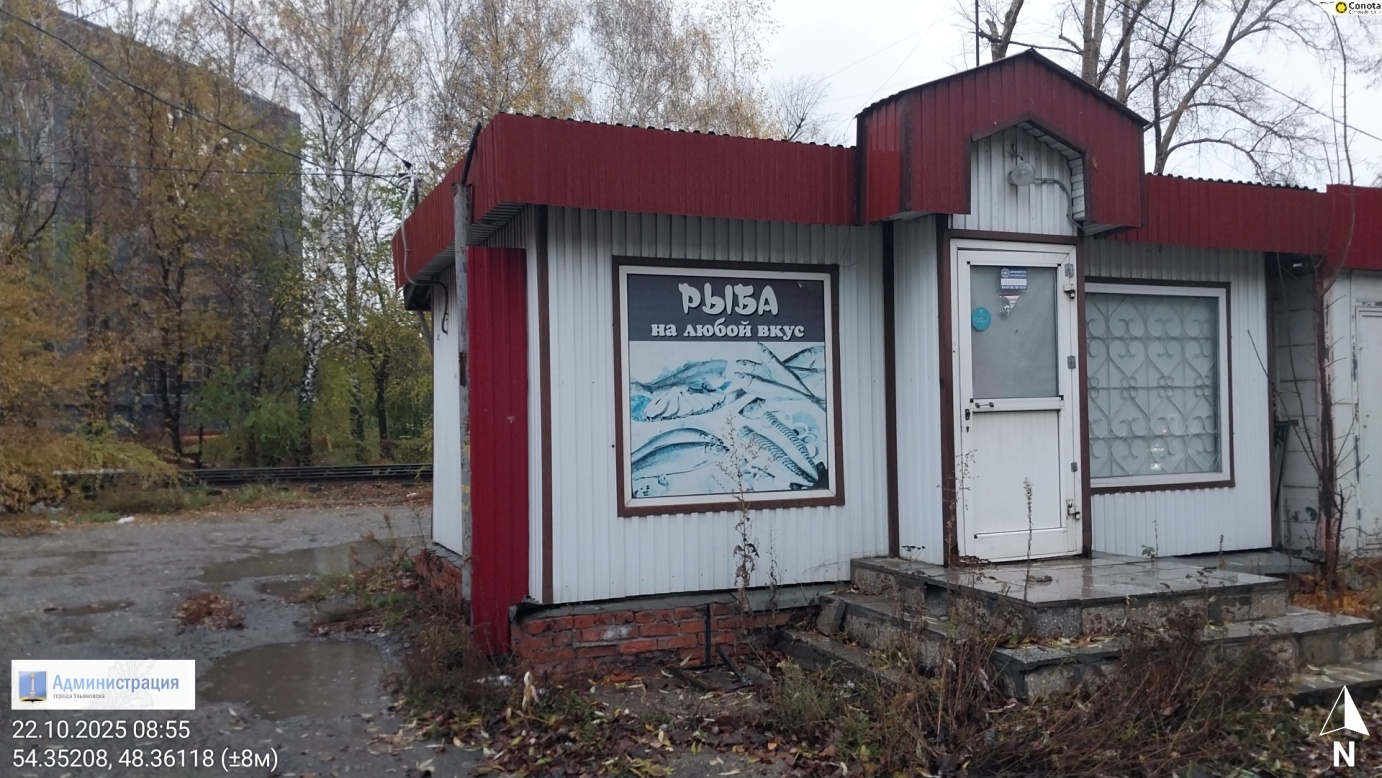 Conota
РЫБА
на любой вкус
Администрация
города Ульяновска
22.10.2025 08:55
54.35208, 48.36118 (±8м)
N